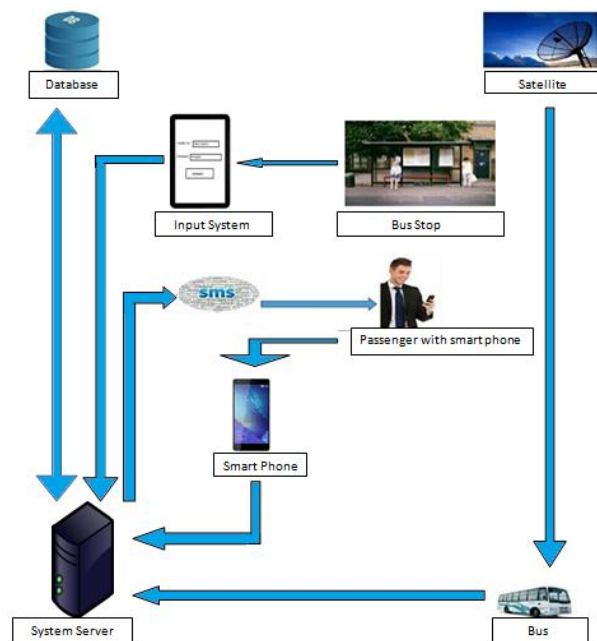 Database
Satellite
Input System
Bus Stop
sms
Passenger with smart phone
Smart Phone
System Server
Bus